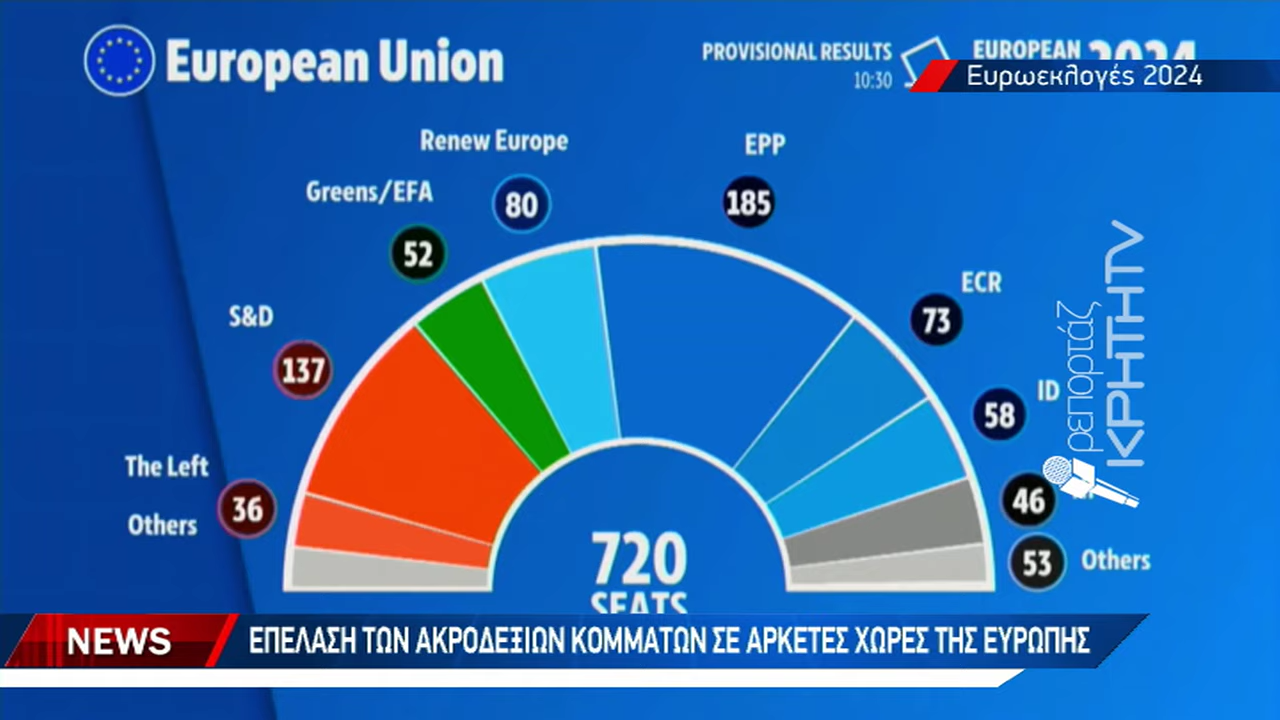 European Union
PROVISIONAL RESULTS
10:30
EUROPEAN 2024
Ευρωεκλογές 2024
Renew Europe
80
EPP
185
Greens/EFA
52
ECR
73
S&D
137
ID
58
The Left
36
Others
46
53
Others
720
SEATS
ρεπορτάζ
ΚΡΗΤΗTV
NEWS
ΕΠΕΛΑΣΗ ΤΩΝ ΑΚΡΟΔΕΞΙΩΝ ΚΟΜΜΑΤΩΝ ΣΕ ΑΡΚΕΤΕΣ ΧΩΡΕΣ ΤΗΣ ΕΥΡΩΠΗΣ